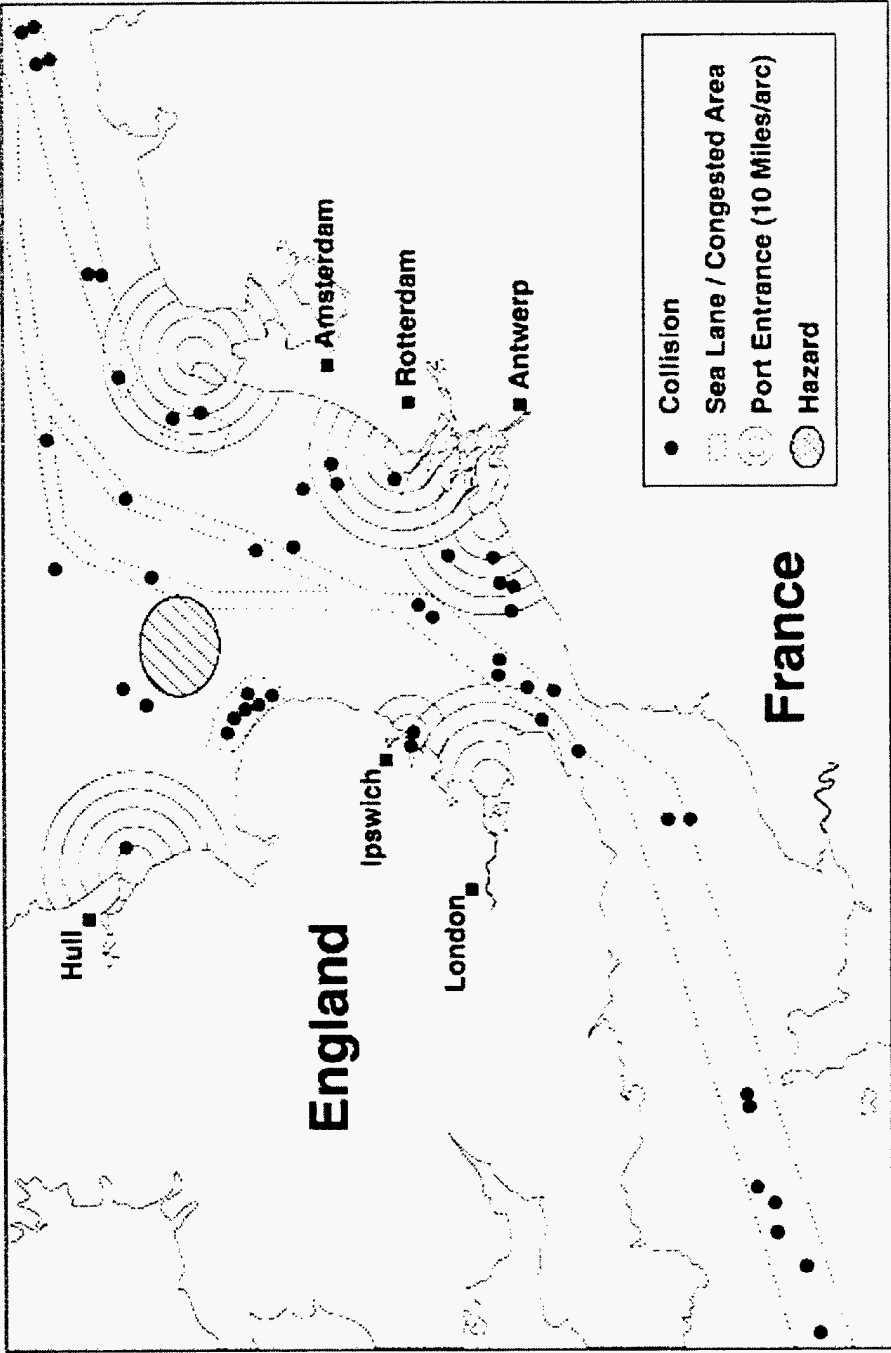 Hull
England
Ipswich
London
Amsterdam
Rotterdam
Antwerp
France
Collision
Sea Lane / Congested Area
Port Entrance (10 Miles/arc)
Hazard